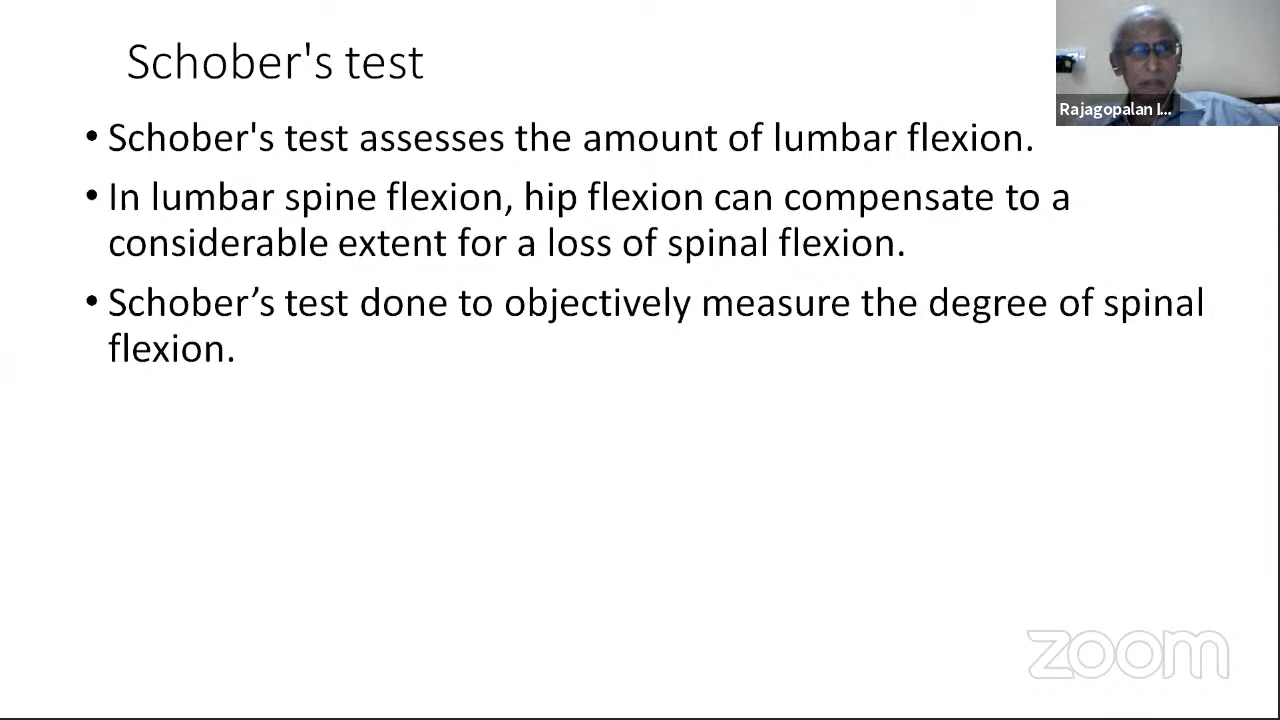 Schober's test
Rajagopalan I...
• Schober's test assesses the amount of lumbar flexion.
• In lumbar spine flexion, hip flexion can compensate to a
considerable extent for a loss of spinal flexion.
• Schober’s test done to objectively measure the degree of spinal
flexion.
zoom